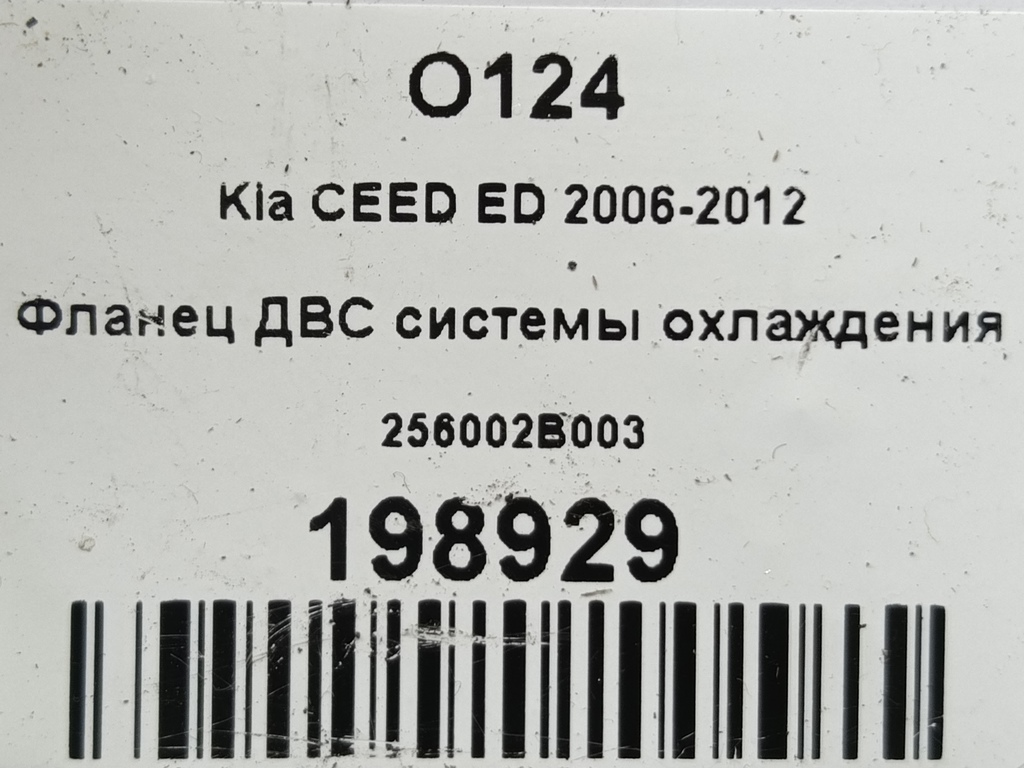 O124
Kia CEED ED 2006-2012
Фланец ДВС системы охлаждения
256002B003
198929